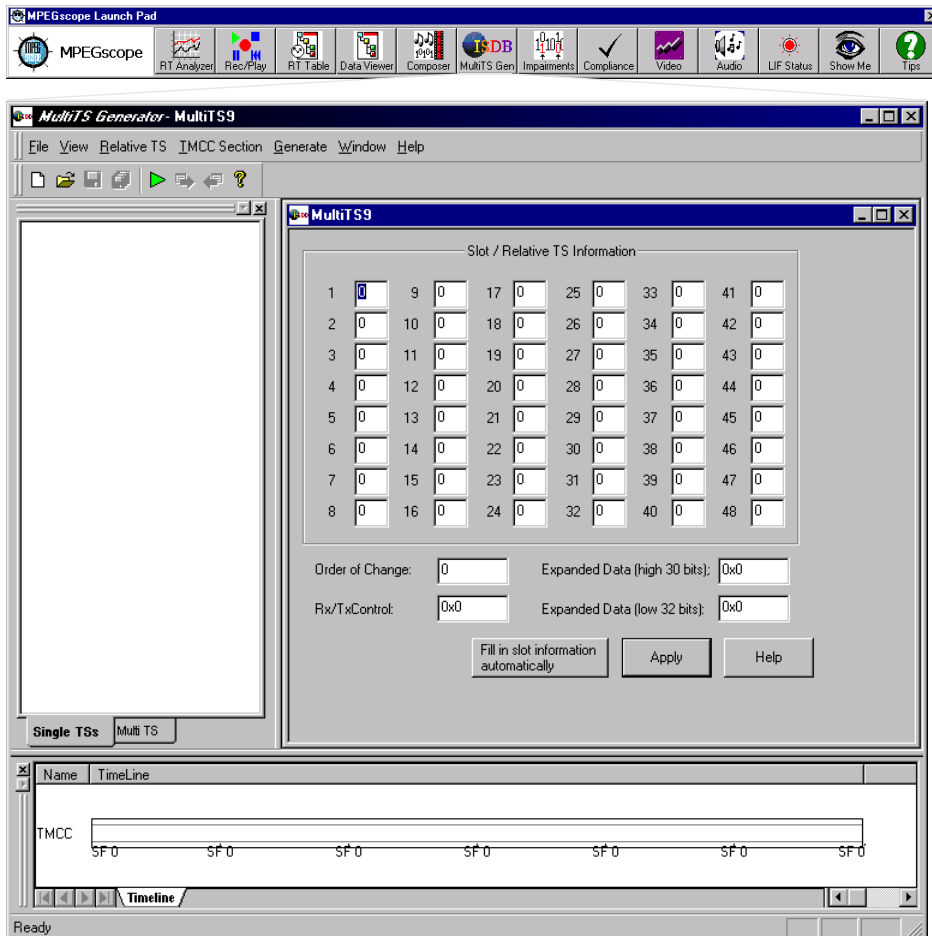 MPEGscope Launch Pad
MPEG
MPEGscope
RT Analyzer
Rec/Play
RT Table
Data Viewer
Composer
ISDB
MultiTS Gen
Impairments
Compliance
Video
Audio
LIF Status
Show Me
Tips
MultiTS Generator - MultiTS9
File View Relative TS TMCC Section Generate Window Help
MultiTS9
Slot / Relative TS Information
1 0 9 0 17 0 25 0 33 0 41 0
2 0 10 0 18 0 26 0 34 0 42 0
3 0 11 0 19 0 27 0 35 0 43 0
4 0 12 0 20 0 28 0 36 0 44 0
5 0 13 0 21 0 29 0 37 0 45 0
6 0 14 0 22 0 30 0 38 0 46 0
7 0 15 0 23 0 31 0 39 0 47 0
8 0 16 0 24 0 32 0 40 0 48 0
Order of Change: 0 Expanded Data (high 30 bits): 0x0
Rx/TxControl: 0x0 Expanded Data (low 32 bits): 0x0
Fill in slot information
automatically
Apply
Help
Single TSs
Multi TS
Name TimeLine
TMCC
SF 0 SF 0 SF 0 SF 0 SF 0 SF 0 SF 0
Timeline
Ready